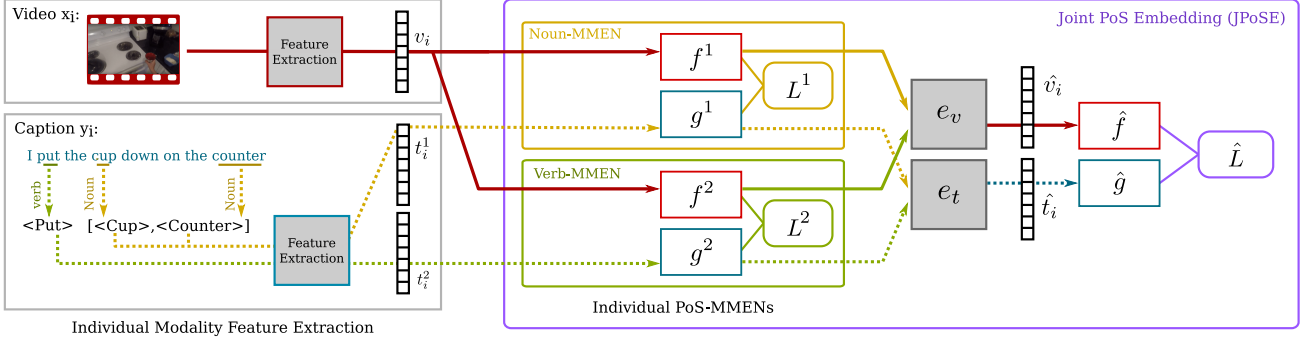 Video xᵢ:
Feature
Extraction
vᵢ
Caption yᵢ:
I put the cup down on the counter
verb
Noun
Noun
<Put> [<Cup>,<Counter>]
Feature
Extraction
tᵢ¹
tᵢ²
Individual Modality Feature Extraction
Joint PoS Embedding (JPoSE)
Noun-MMEN
f¹
g¹
L¹
Verb-MMEN
f²
g²
L²
Individual PoS-MMENs
eᵥ
eₜ
v̂ᵢ
t̂ᵢ
f̂
ĝ
L̂